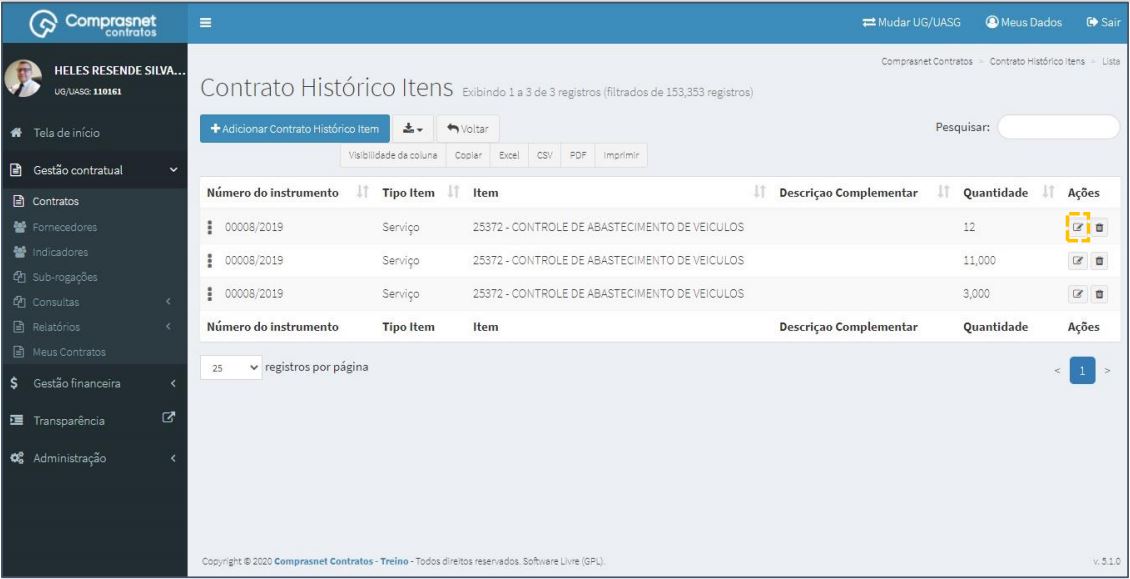 Comprasnet
contratos
Mudar UG/UASG Meus Dados Sair
HELES RESENDE SILVA...
UG/UASG: 110161
Comprasnet Contratos > Contrato Histórico Itens > Lista
Contrato Histórico Itens Exibindo 1 a 3 de 3 registros (filtrados de 153,353 registros)
+Adicionar Contrato Histórico Item Voltar Pesquisar:
Visibilidade da coluna Copiar Excel CSV PDF Imprimir
Tela de início
Gestão contratual
Contratos
Fornecedores
Indicadores
Sub-rogações
Consultas
Relatórios
Meus Contratos
Gestão financeira
Transparência
Administração
Número do instrumento Tipo Item Item Descriçao Complementar Quantidade Ações
00008/2019 Serviço 25372 - CONTROLE DE ABASTECIMENTO DE VEICULOS 12
00008/2019 Serviço 25372 - CONTROLE DE ABASTECIMENTO DE VEICULOS 11,000
00008/2019 Serviço 25372 - CONTROLE DE ABASTECIMENTO DE VEICULOS 3,000
Número do instrumento Tipo Item Item Descriçao Complementar Quantidade Ações
25 registros por página < 1 >
Copyright © 2020 Comprasnet Contratos - Treino - Todos direitos reservados. Software Livre (GPL). v. 5.1.0